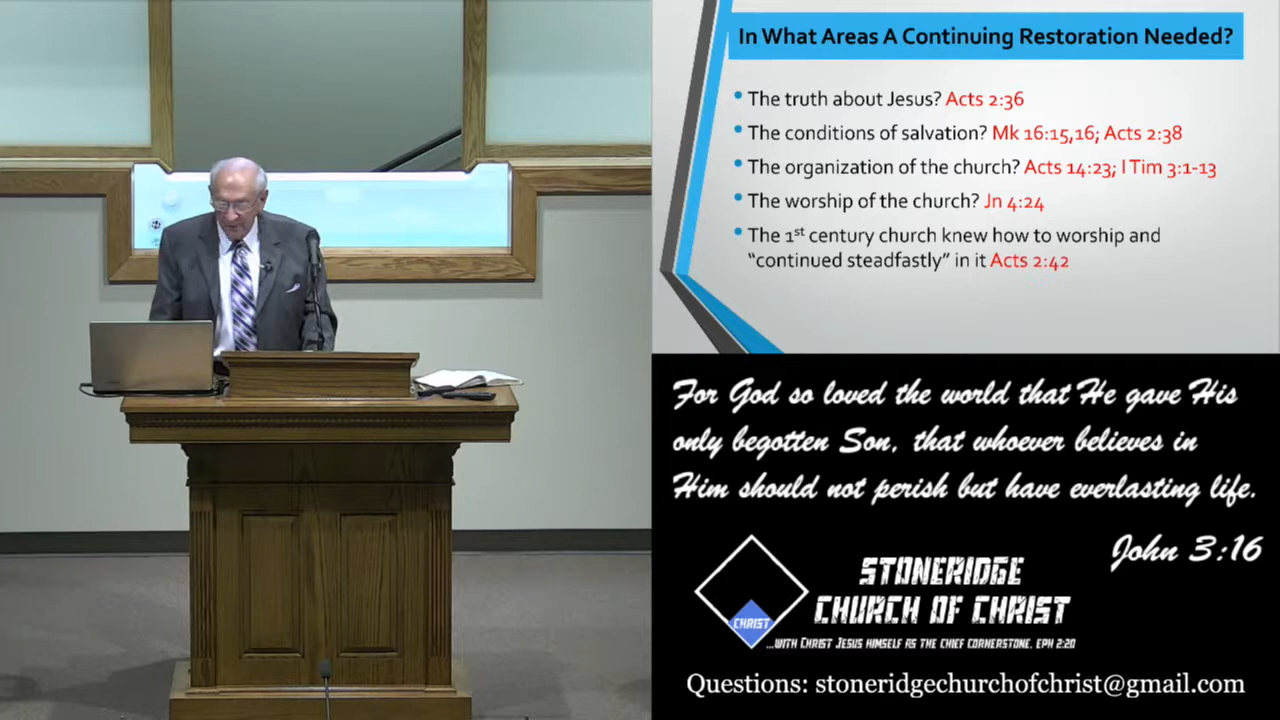 In What Areas A Continuing Restoration Needed?
• The truth about Jesus? Acts 2:36
• The conditions of salvation? Mk 16:15,16; Acts 2:38
• The organization of the church? Acts 14:23; I Tim 3:1-13
• The worship of the church? Jn 4:24
• The 1st century church knew how to worship and
“continued steadfastly” in it Acts 2:42
For God so loved the world that He gave His
only begotten Son, that whoever believes in
Him should not perish but have everlasting life.
John 3:16
STONERIDGE
CHURCH OF CHRIST
CHRIST
...WITH CHRIST JESUS HIMSELF AS THE CHIEF CORNERSTONE. EPH 2:20
Questions: stoneridgechurchofchrist@gmail.com